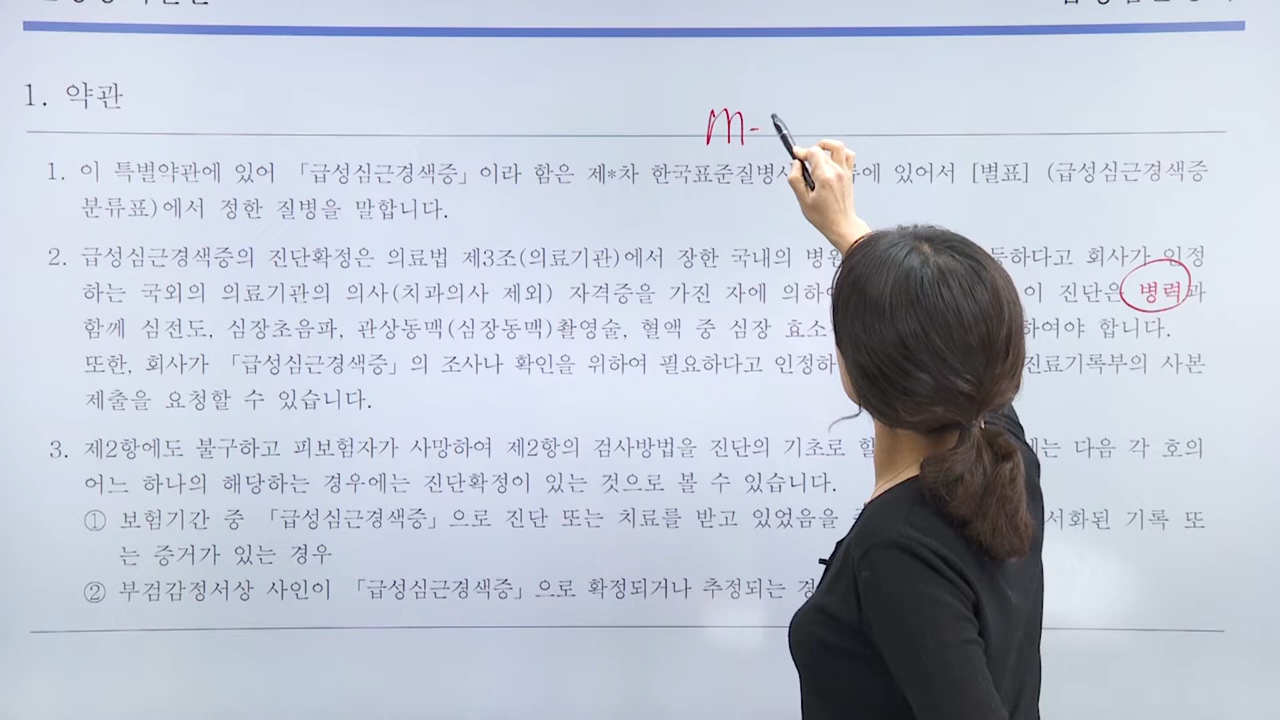 1. 약관
m-
1. 이 특별약관에 있어 「급성심근경색증」이라 함은 제*차 한국표준질병사 에 있어서 [별표] (급성심근경색증
분류표)에서 정한 질병을 말합니다.
2. 급성심근경색증의 진단확정은 의료법 제3조(의료기관)에서 장한 국내의 병원 하다고 회사가 인정
하는 국외의 의료기관의 의사(치과의사 제외) 자격증을 가진 자에 의하여 이 진단은 병력과
함께 심전도, 심장초음파, 관상동맥(심장동맥)촬영술, 혈액 중 심장 효소 하여야 합니다.
또한, 회사가 「급성심근경색증」의 조사나 확인을 위하여 필요하다고 인정하 진료기록부의 사본
제출을 요청할 수 있습니다.
3. 제2항에도 불구하고 피보험자가 사망하여 제2항의 검사방법을 진단의 기초로 할 는 다음 각 호의
어느 하나의 해당하는 경우에는 진단확정이 있는 것으로 볼 수 있습니다.
① 보험기간 중 「급성심근경색증」으로 진단 또는 치료를 받고 있었음을 서화된 기록 또
는 증거가 있는 경우
② 부검감정서상 사인이 「급성심근경색증」으로 확정되거나 추정되는 경